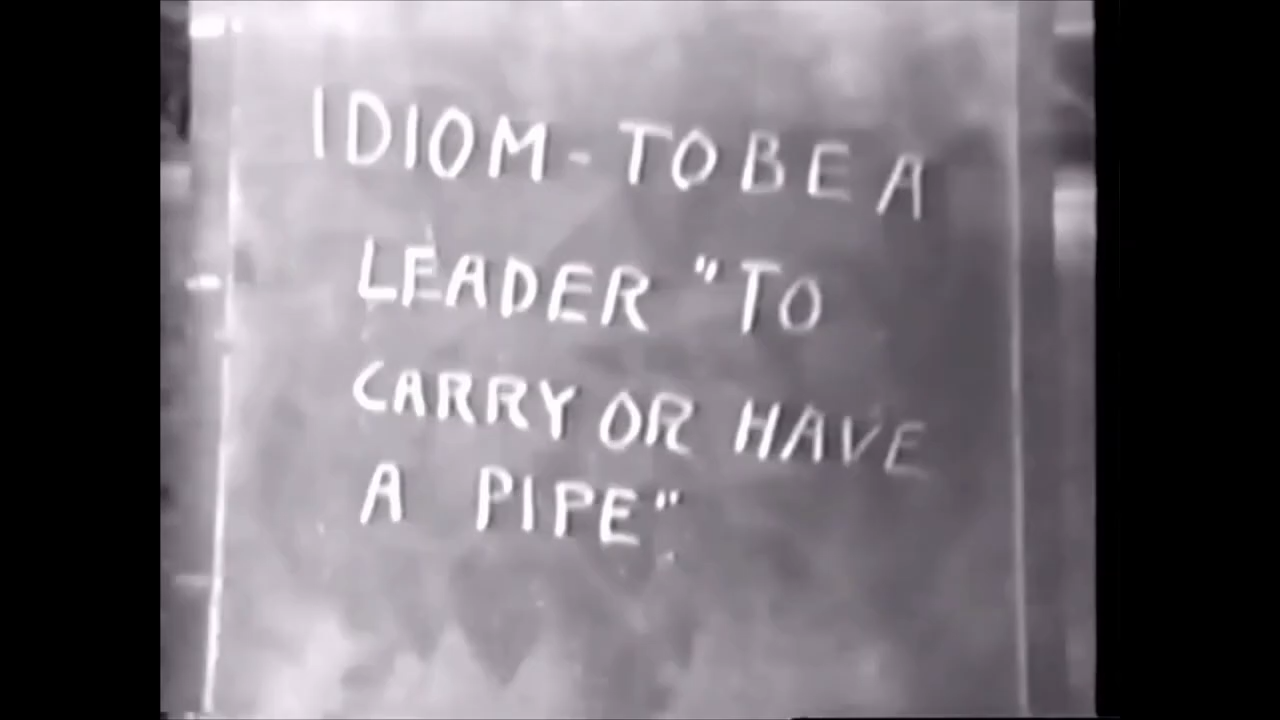 IDIOM - TO BE A
LEADER "TO
CARRY OR HAVE
A PIPE"